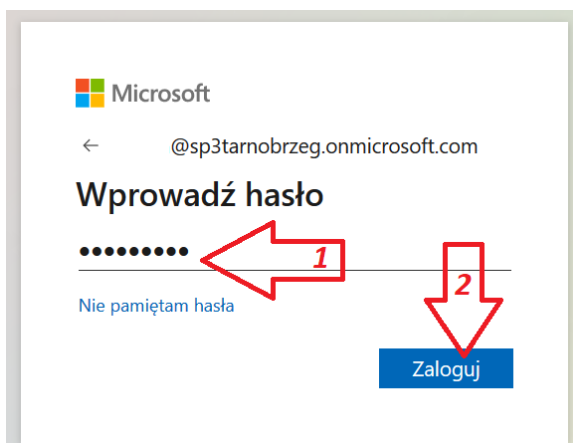 Microsoft
← @sp3tarnobrzeg.onmicrosoft.com
Wprowadź hasło
•••••••••
1
2
Nie pamiętam hasła
Zaloguj